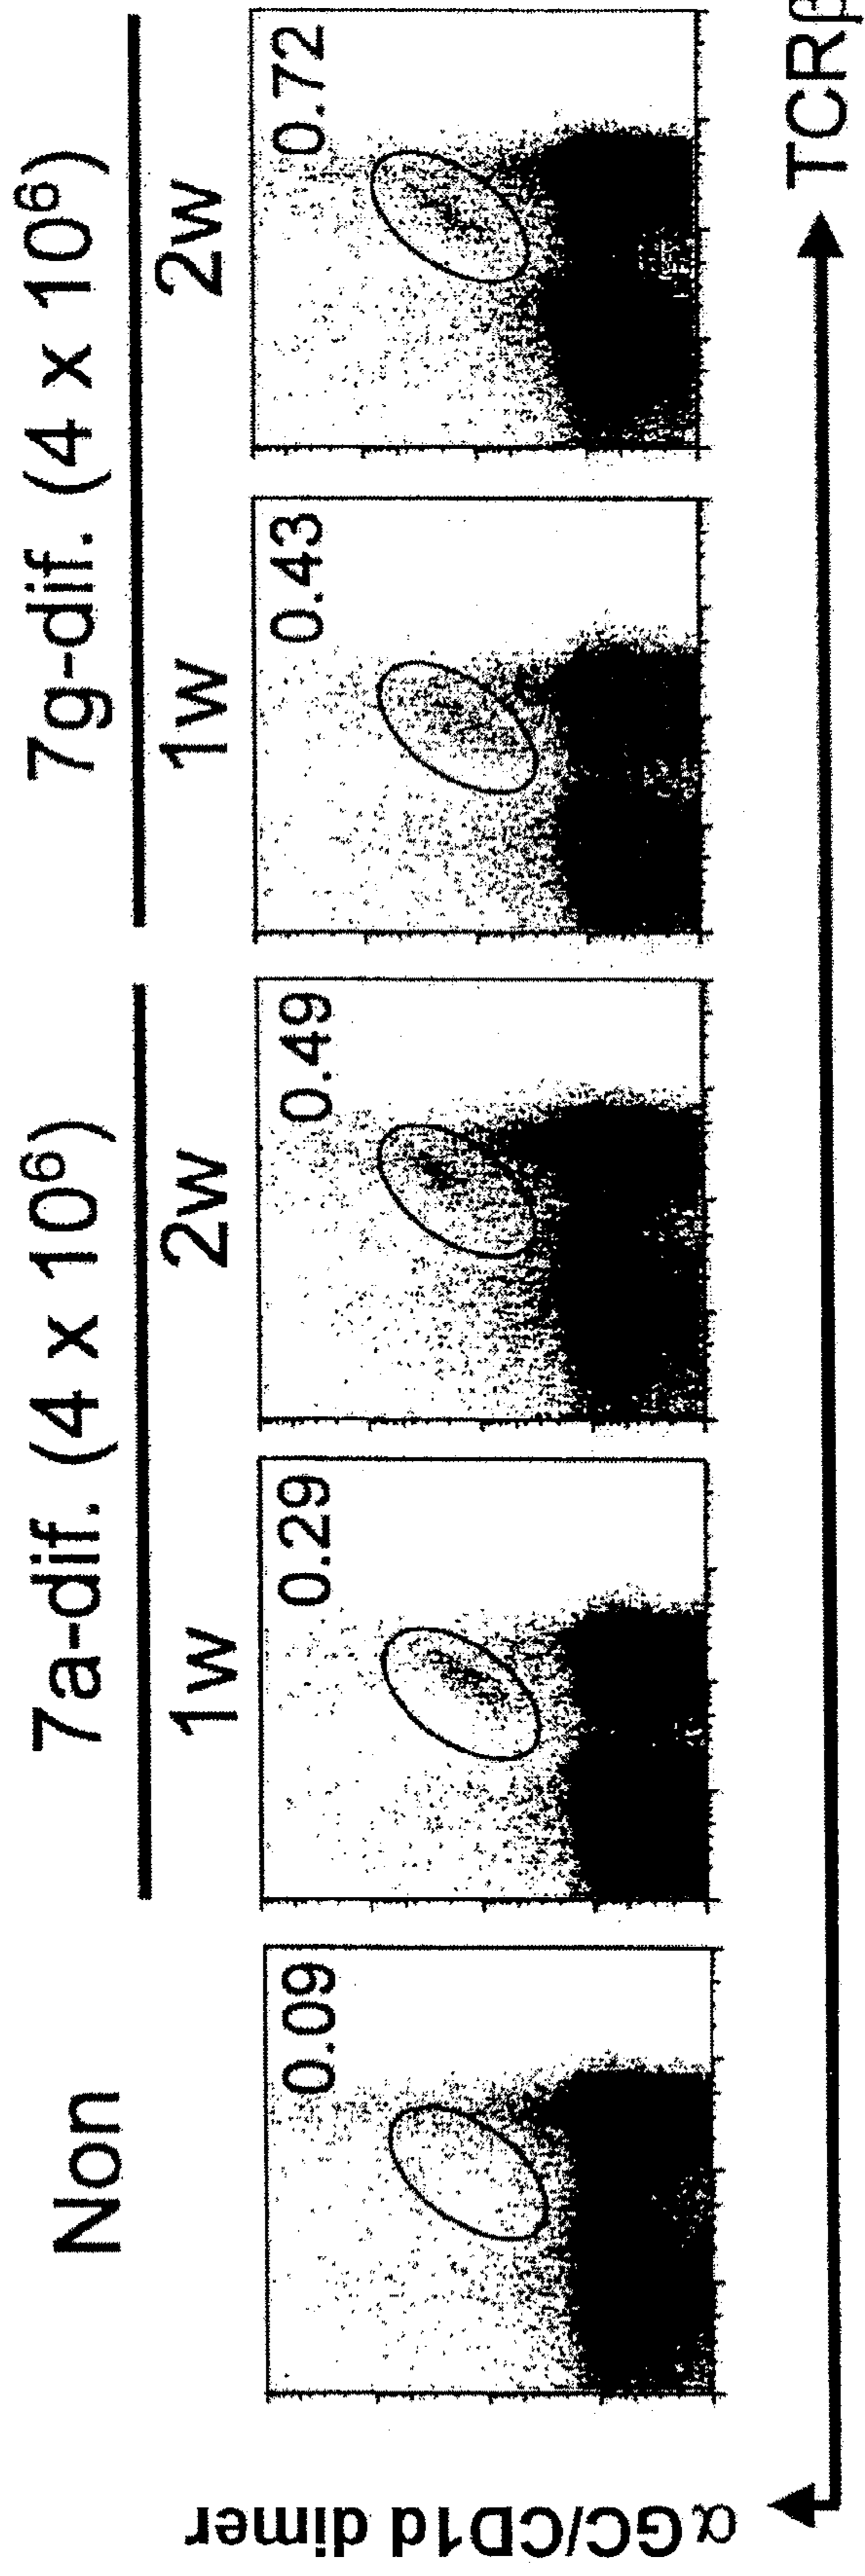 Non
7a-dif. (4 x 10⁶)
7g-dif. (4 x 10⁶)
1w
2w
1w
2w
0.09
0.29
0.49
0.43
0.72
αGC/CD1d dimer
TCRβ